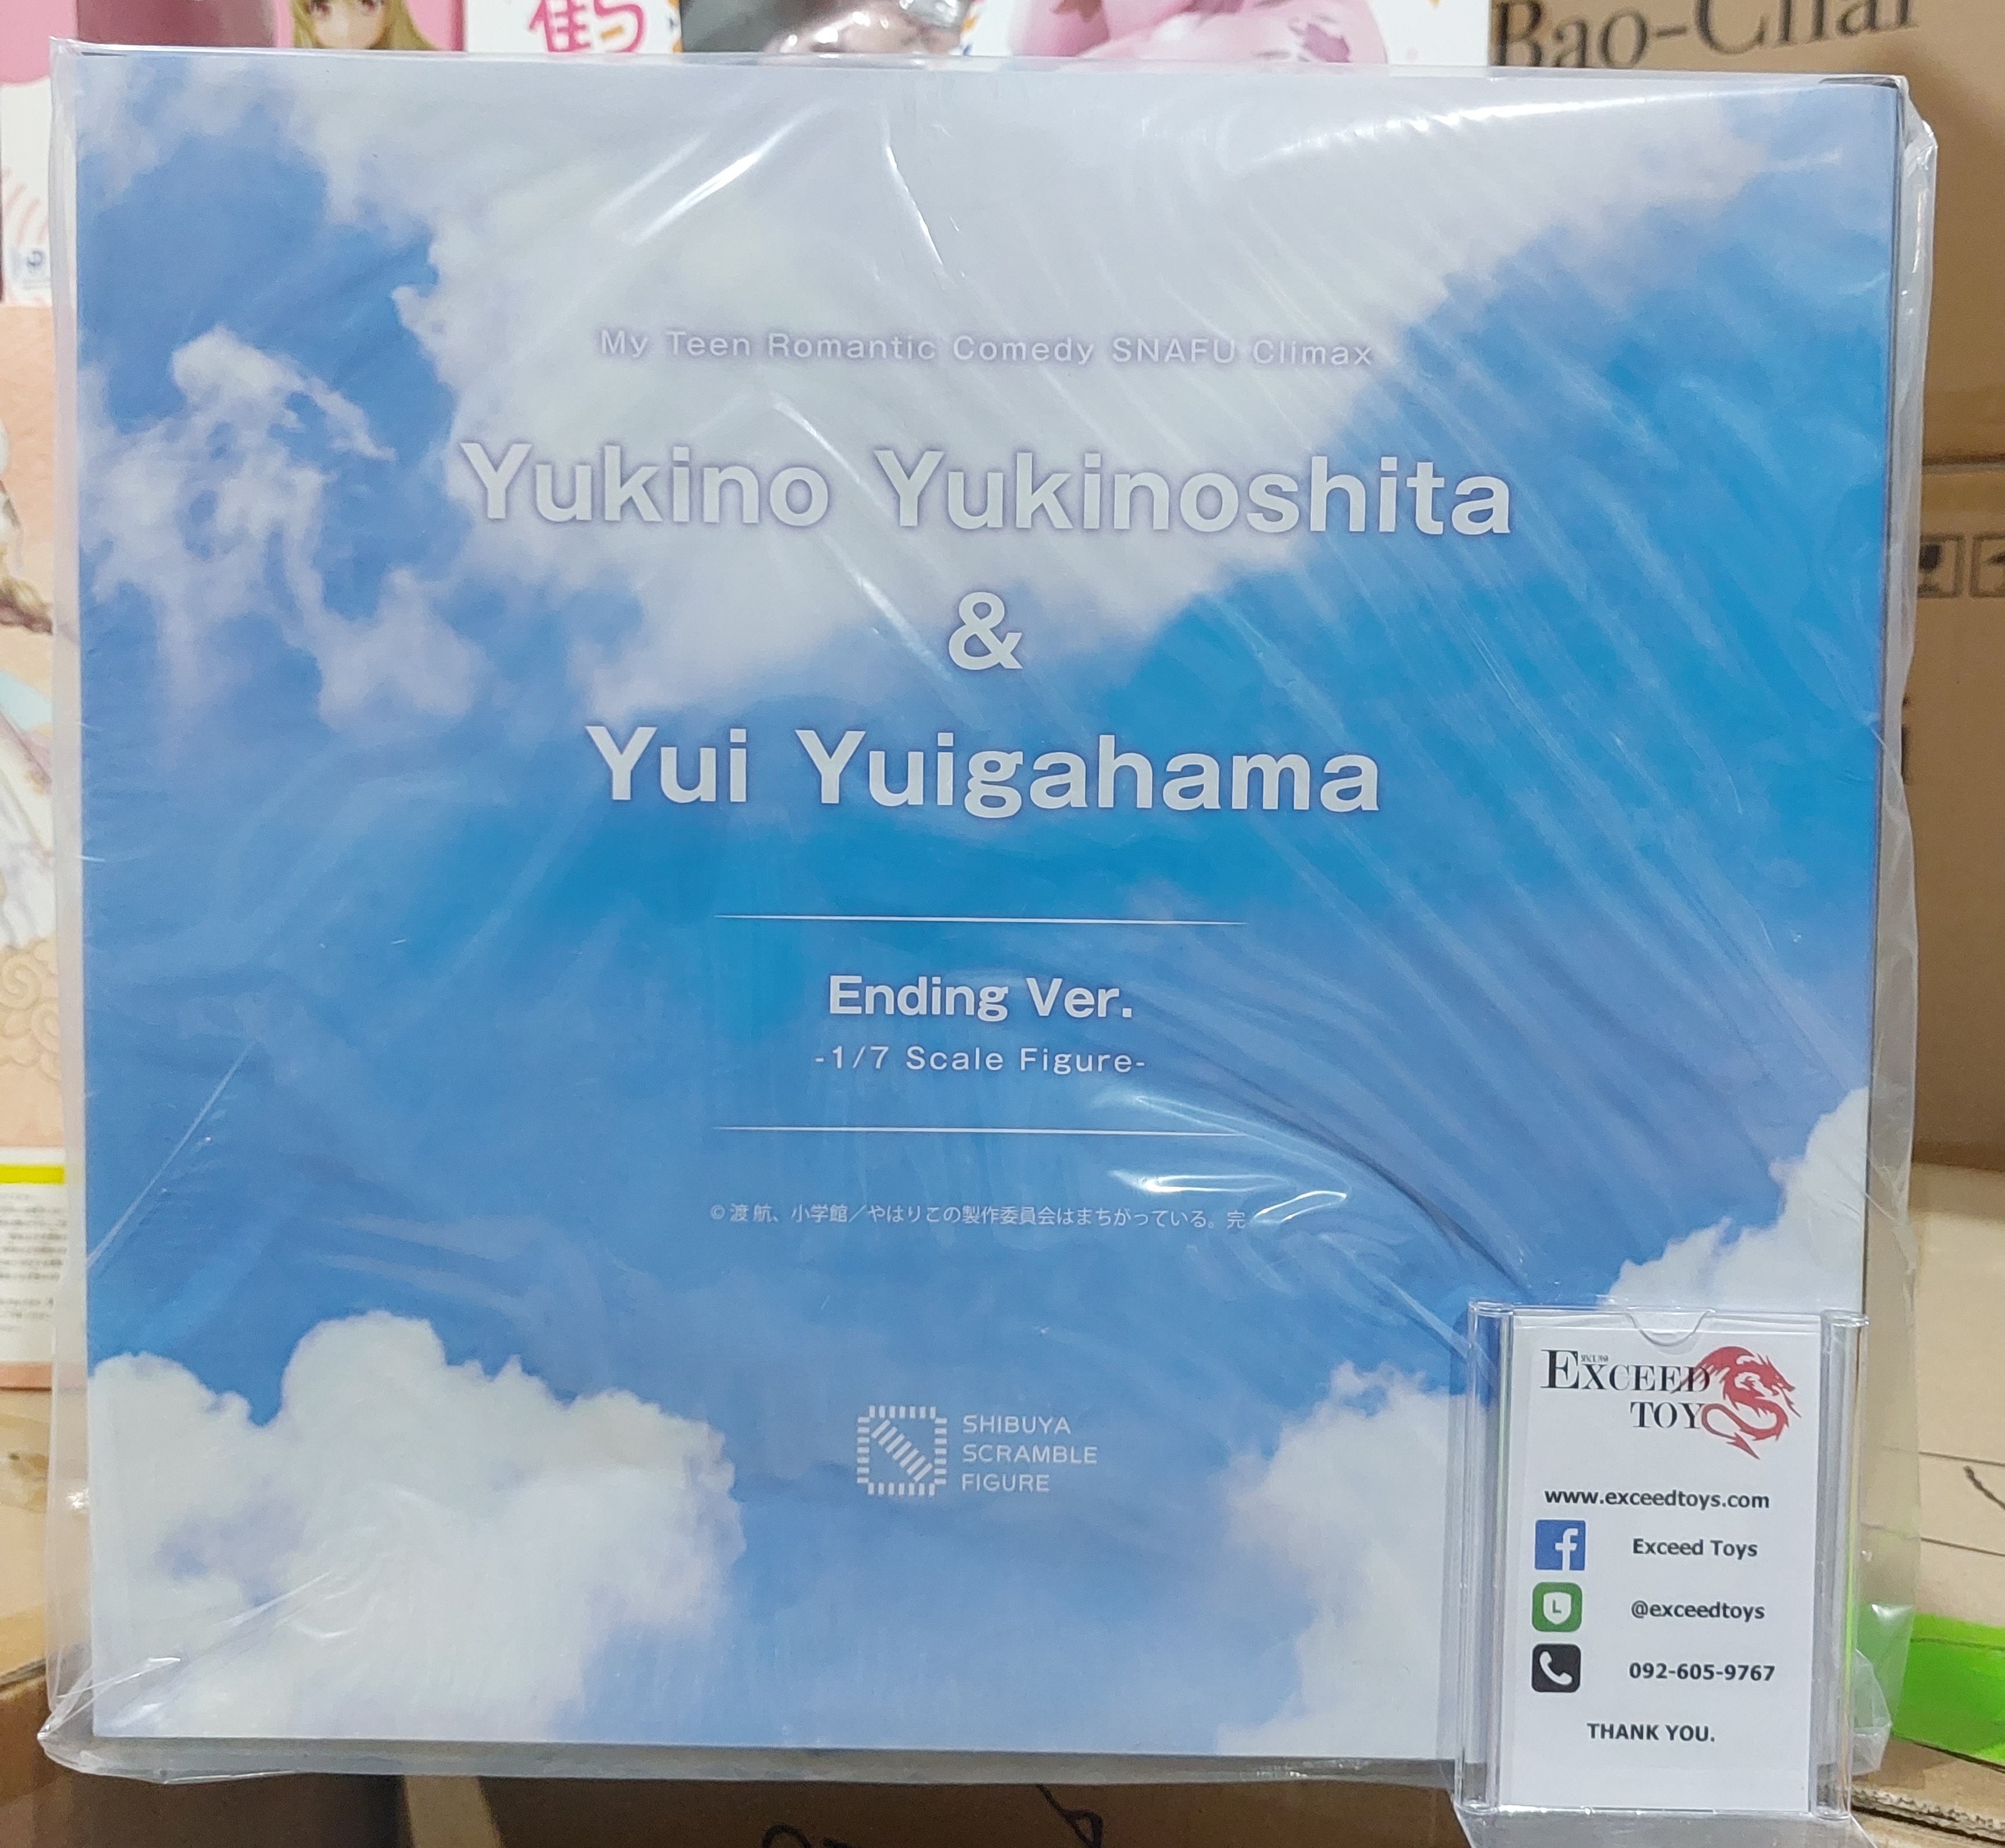 鶴
Bao-Chai
My Teen Romantic Comedy SNAFU Climax
Yukino Yukinoshita
&
Yui Yuigahama
Ending Ver.
-1/7 Scale Figure-
© 渡 航、小学館／やはりこの製作委員会はまちがっている。完
SHIBUYA
SCRAMBLE
FIGURE
EXCEED
TOYS
www.exceedtoys.com
f Exceed Toys
L @exceedtoys
092-605-9767
THANK YOU.